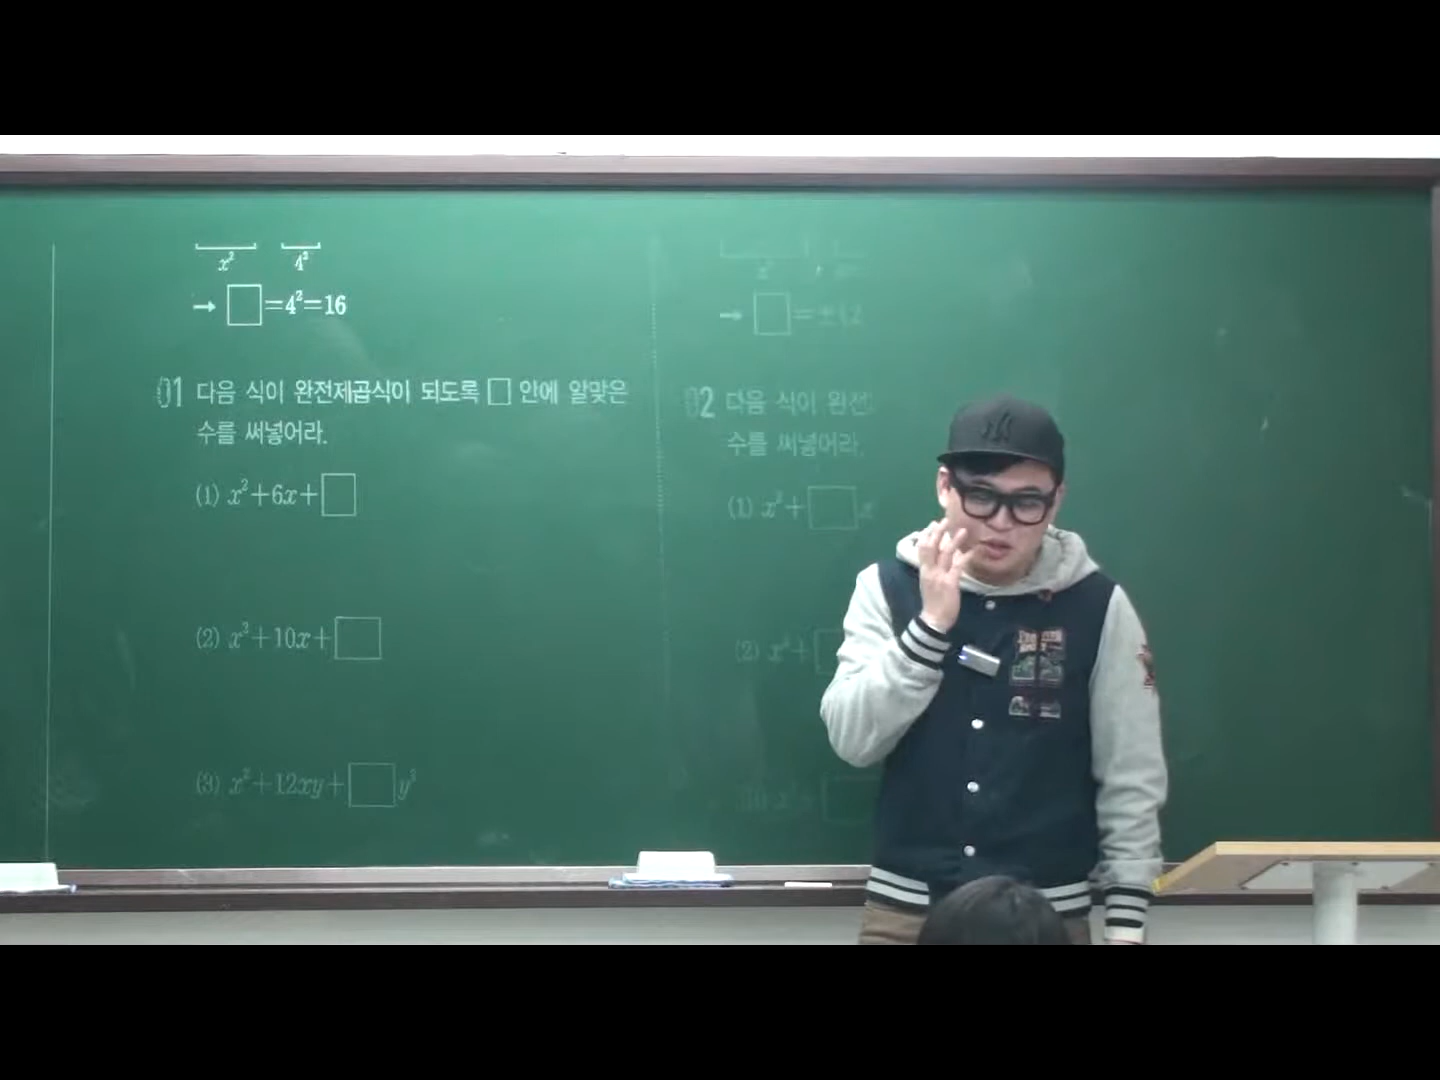 x² 4²
→ □=4²=16
01 다음 식이 완전제곱식이 되도록 □ 안에 알맞은
수를 써넣어라.
(1) x²+6x+□
(2) x²+10x+□
(3) x²+12xy+□y²
→ □=±
02 다음 식이 완전
수를 써넣어라.
(1) x²+□x
(2) x²+